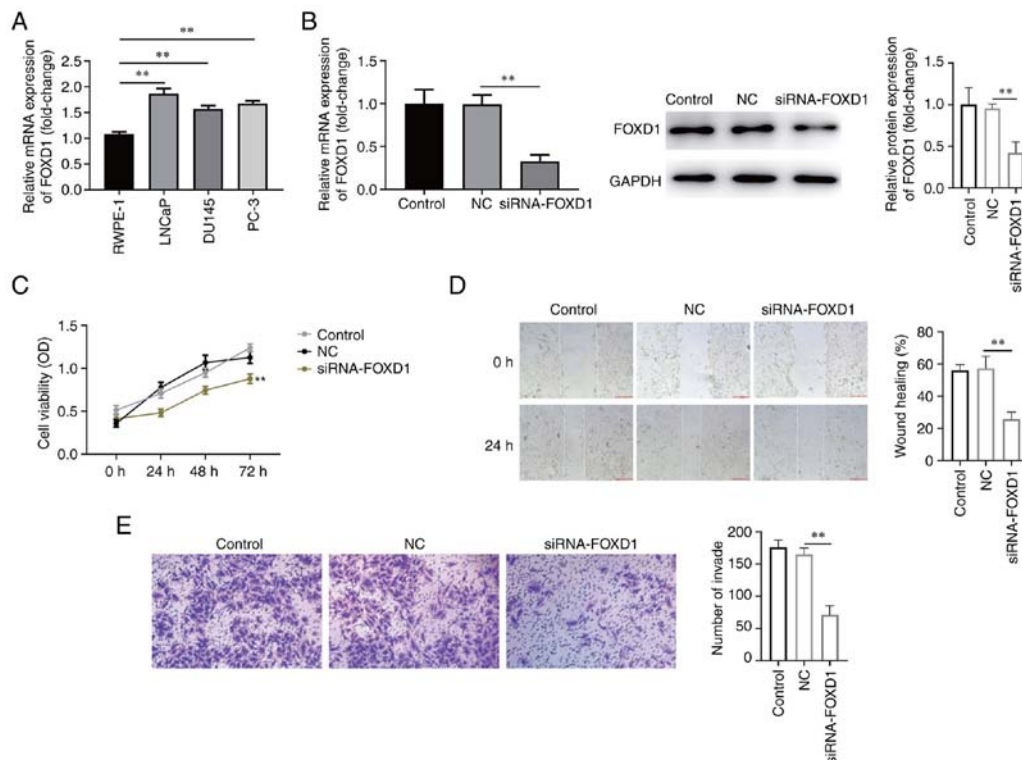 A
Relative mRNA expression
of FOXD1 (fold-change)
2.5
2.0
1.5
1.0
0.5
0
**
**
**
RWPE-1
LNCaP
DU145
PC-3
B
Relative mRNA expression
of FOXD1 (fold-change)
1.5
1.0
0.5
0.0
**
Control
NC
siRNA-FOXD1
Control
NC
siRNA-FOXD1
FOXD1
GAPDH
Relative protein expression
of FOXD1 (fold-change)
1.5
1.0
0.5
0.0
**
Control
NC
siRNA-FOXD1
C
Cell viability (OD)
1.5
1.0
0.5
0.0
0 h
24 h
48 h
72 h
Control
NC
siRNA-FOXD1
**
D
Control
NC
siRNA-FOXD1
0 h
24 h
Wound healing (%)
80
60
40
20
0
**
Control
NC
siRNA-FOXD1
E
Control
NC
siRNA-FOXD1
Number of invade
200
150
100
50
0
**
Control
NC
siRNA-FOXD1